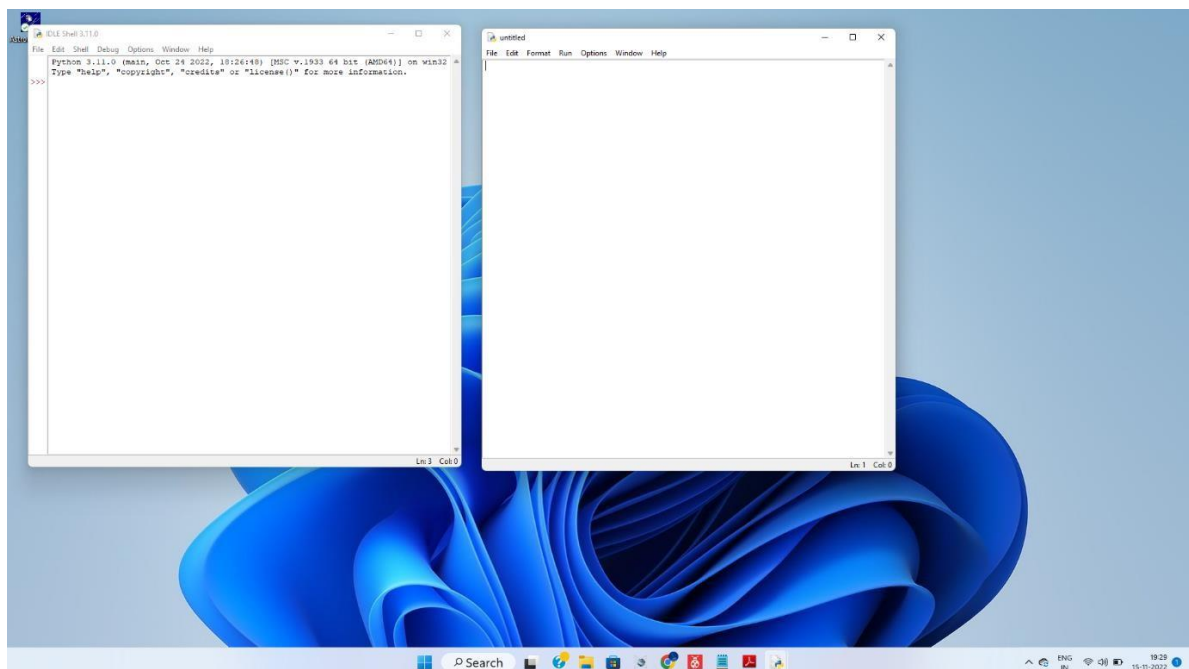 IDLE Shell 3.11.0
File Edit Shell Debug Options Window Help
Python 3.11.0 (main, Oct 24 2022, 18:26:48) [MSC v.1933 64 bit (AMD64)] on win32
Type "help", "copyright", "credits" or "license()" for more information.
>>>
Ln: 3 Col: 0
untitled
File Edit Format Run Options Window Help
Ln: 1 Col: 0
Search
ENG
IN
19:29
15-11-2022